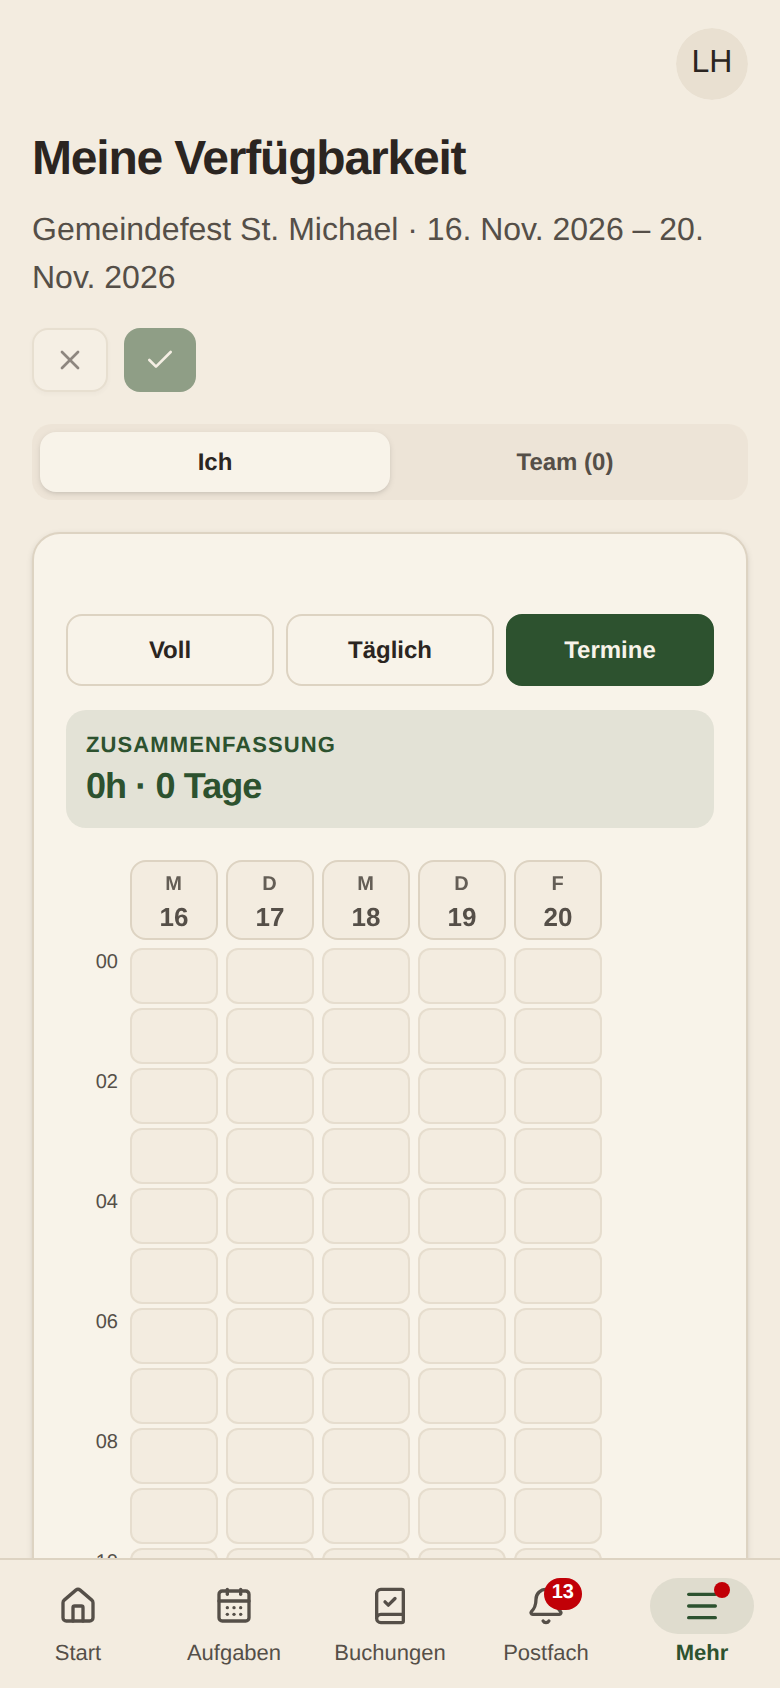 LH
Meine Verfügbarkeit
Gemeindefest St. Michael · 16. Nov. 2026 – 20.
Nov. 2026
Ich
Team (0)
Voll
Täglich
Termine
ZUSAMMENFASSUNG
0h · 0 Tage
M D M D F
16 17 18 19 20
00
02
04
06
08
13
Start
Aufgaben
Buchungen
Postfach
Mehr